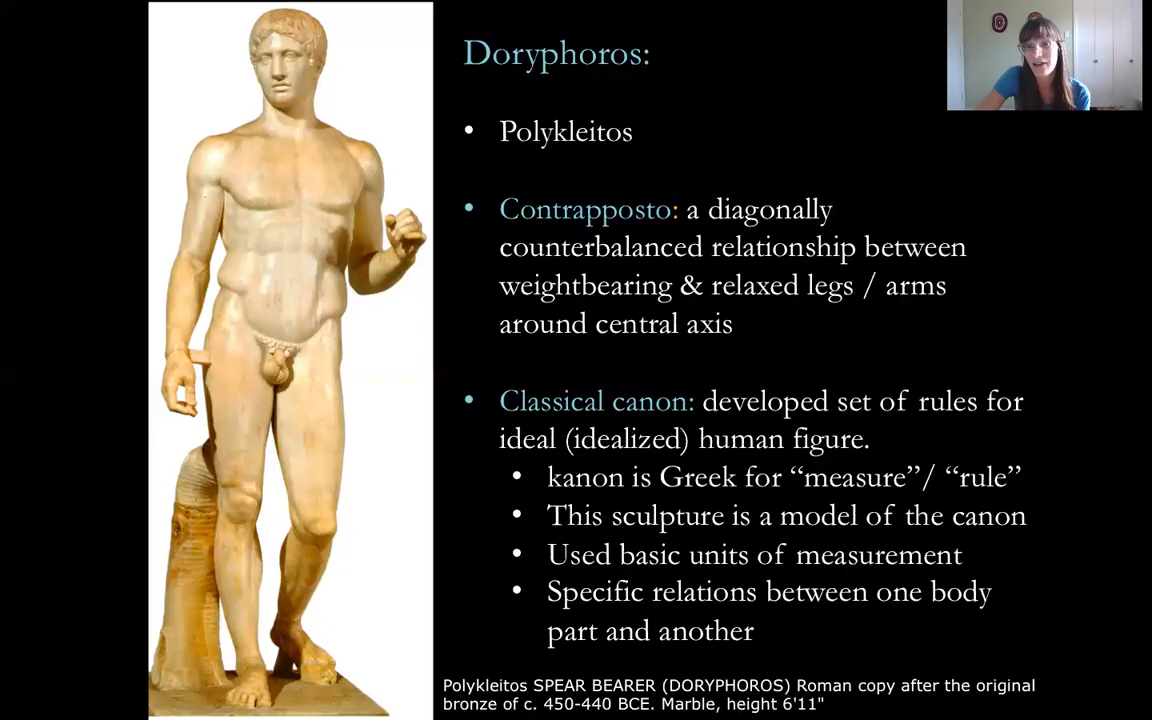 Doryphoros:
• Polykleitos
• Contrapposto: a diagonally
counterbalanced relationship between
weightbearing & relaxed legs / arms
around central axis
• Classical canon: developed set of rules for
ideal (idealized) human figure.
• kanon is Greek for “measure”/ “rule”
• This sculpture is a model of the canon
• Used basic units of measurement
• Specific relations between one body
part and another
Polykleitos SPEAR BEARER (DORYPHOROS) Roman copy after the original
bronze of c. 450-440 BCE. Marble, height 6'11"